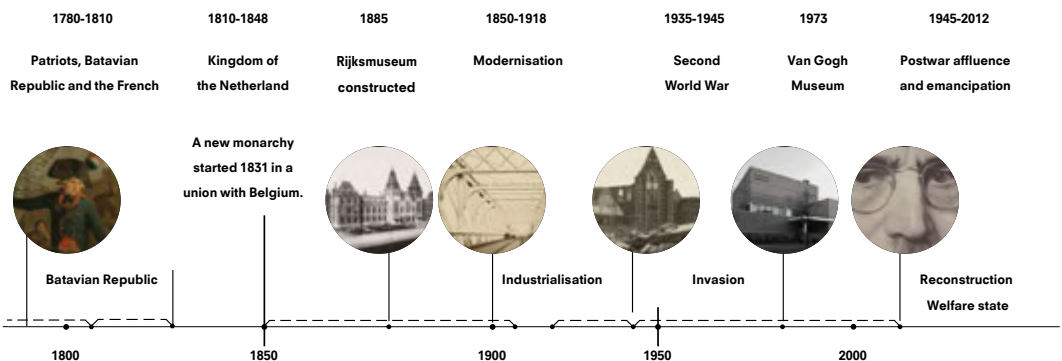 1780-1810
Patriots, Batavian
Republic and the French
1810-1848
Kingdom of
the Netherland
A new monarchy
started 1831 in a
union with Belgium.
1885
Rijksmuseum
constructed
1850-1918
Modernisation
1935-1945
Second
World War
1973
Van Gogh
Museum
1945-2012
Postwar affluence
and emancipation
Batavian Republic
Industrialisation
Invasion
Reconstruction
Welfare state
1800
1850
1900
1950
2000